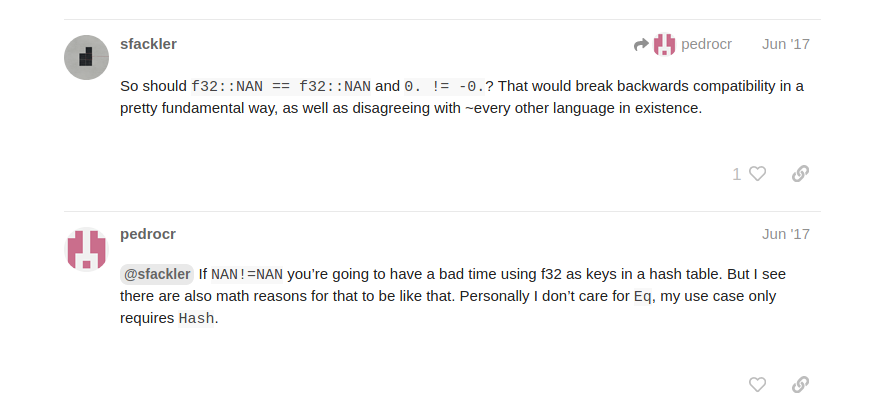 sfackler
pedrocr
Jun '17
So should f32::NAN == f32::NAN and 0. != -0.? That would break backwards compatibility in a
pretty fundamental way, as well as disagreeing with ~every other language in existence.
1
pedrocr
Jun '17
@sfackler If NAN!=NAN you’re going to have a bad time using f32 as keys in a hash table. But I see
there are also math reasons for that to be like that. Personally I don’t care for Eq, my use case only
requires Hash.